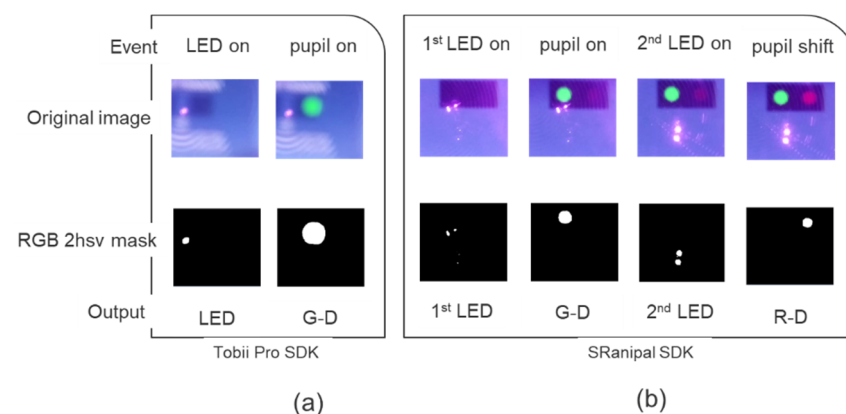 Event LED on pupil on 1st LED on pupil on 2nd LED on pupil shift
Original image
RGB 2hsv mask
Output LED G-D 1st LED G-D 2nd LED R-D
Tobii Pro SDK SRanipal SDK
(a) (b)